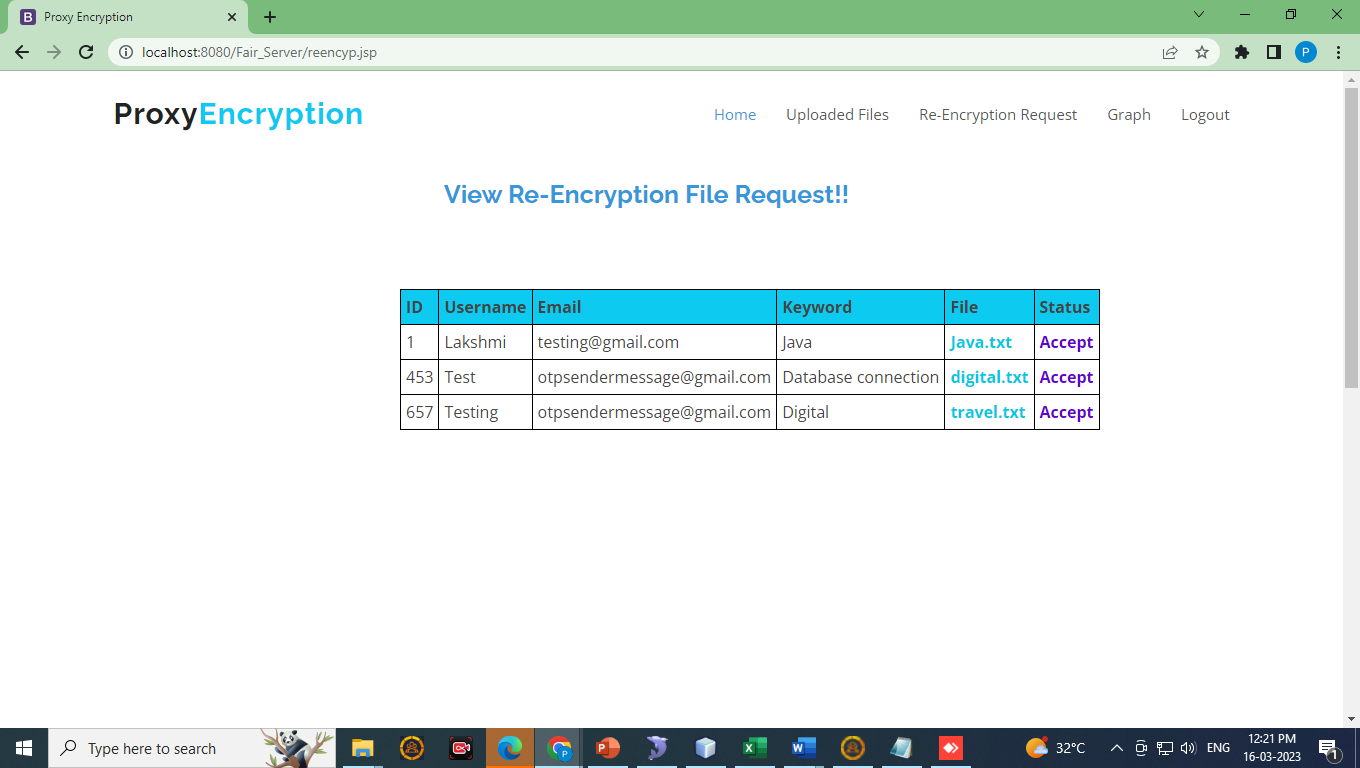 Proxy Encryption
localhost:8080/Fair_Server/reencyp.jsp
P
ProxyEncryption
Home Uploaded Files Re-Encryption Request Graph Logout
View Re-Encryption File Request!!
ID Username Email Keyword File Status
1 Lakshmi testing@gmail.com Java Java.txt Accept
453 Test otpsendermessage@gmail.com Database connection digital.txt Accept
657 Testing otpsendermessage@gmail.com Digital travel.txt Accept
Type here to search
32°C
ENG
12:21 PM
16-03-2023
1